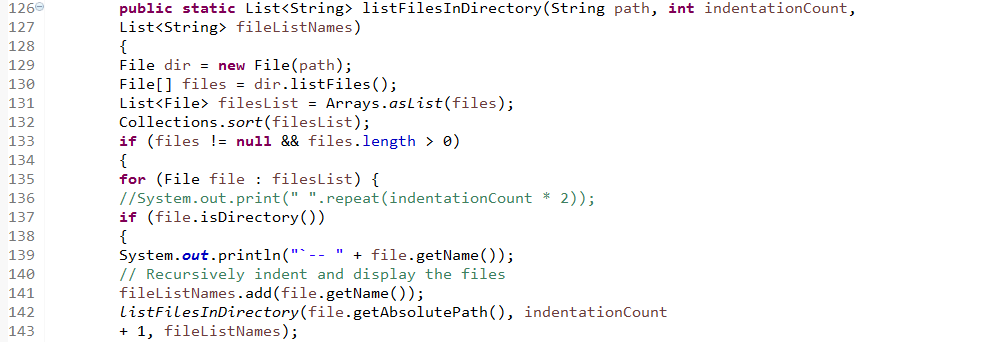 126 public static List<String> listFilesInDirectory(String path, int indentationCount,
127 List<String> fileListNames)
128 {
129 File dir = new File(path);
130 File[] files = dir.listFiles();
131 List<File> filesList = Arrays.asList(files);
132 Collections.sort(filesList);
133 if (files != null && files.length > 0)
134 {
135 for (File file : filesList) {
136 //System.out.print(" ".repeat(indentationCount * 2));
137 if (file.isDirectory())
138 {
139 System.out.println("`-- " + file.getName());
140 // Recursively indent and display the files
141 fileListNames.add(file.getName());
142 listFilesInDirectory(file.getAbsolutePath(), indentationCount
143 + 1, fileListNames);